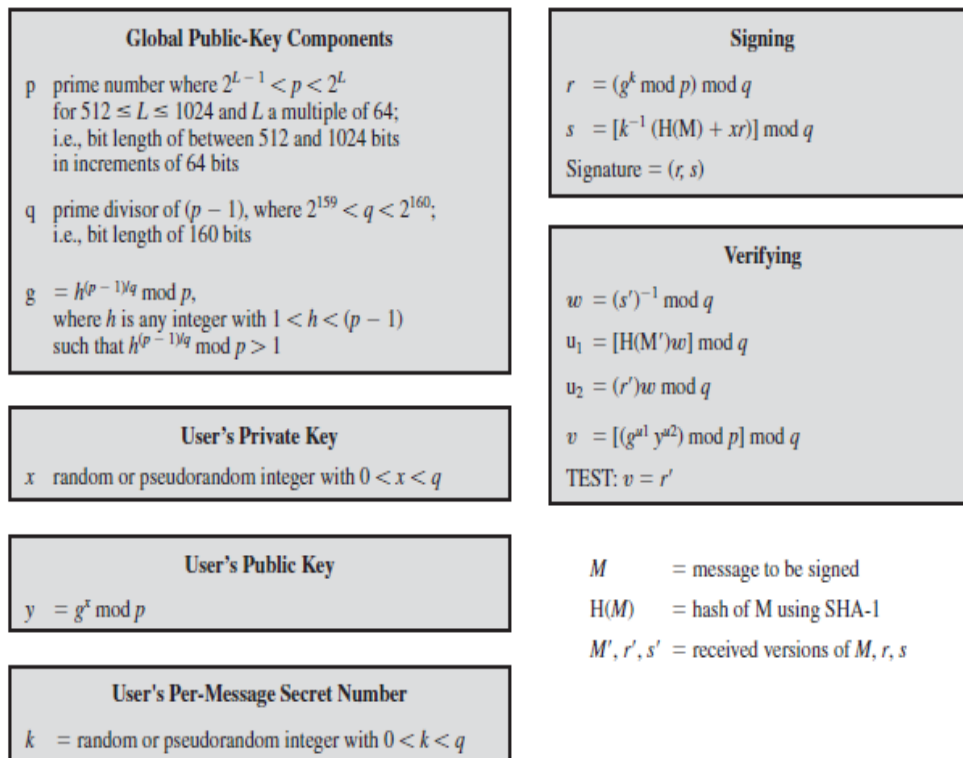 Global Public-Key Components
p prime number where 2^{L – 1} < p < 2^L
for 512 ≤ L ≤ 1024 and L a multiple of 64;
i.e., bit length of between 512 and 1024 bits
in increments of 64 bits
q prime divisor of (p – 1), where 2^{159} < q < 2^{160};
i.e., bit length of 160 bits
g = h^{(p – 1)/q} mod p,
where h is any integer with 1 < h < (p – 1)
such that h^{(p – 1)/q} mod p > 1
User's Private Key
x random or pseudorandom integer with 0 < x < q
User's Public Key
y = g^x mod p
User's Per-Message Secret Number
k = random or pseudorandom integer with 0 < k < q
Signing
r = (g^k mod p) mod q
s = [k^{–1} (H(M) + xr)] mod q
Signature = (r, s)
Verifying
w = (s')^{–1} mod q
u_1 = [H(M')w] mod q
u_2 = (r')w mod q
v = [(g^{u1} y^{u2}) mod p] mod q
TEST: v = r'
M = message to be signed
H(M) = hash of M using SHA-1
M', r', s' = received versions of M, r, s